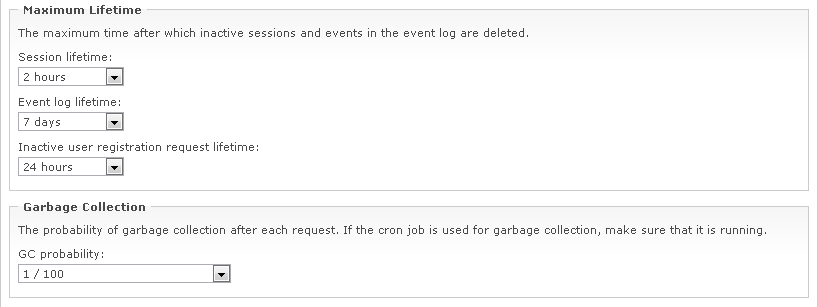 Maximum Lifetime
The maximum time after which inactive sessions and events in the event log are deleted.
Session lifetime:
2 hours
Event log lifetime:
7 days
Inactive user registration request lifetime:
24 hours
Garbage Collection
The probability of garbage collection after each request. If the cron job is used for garbage collection, make sure that it is running.
GC probability:
1 / 100